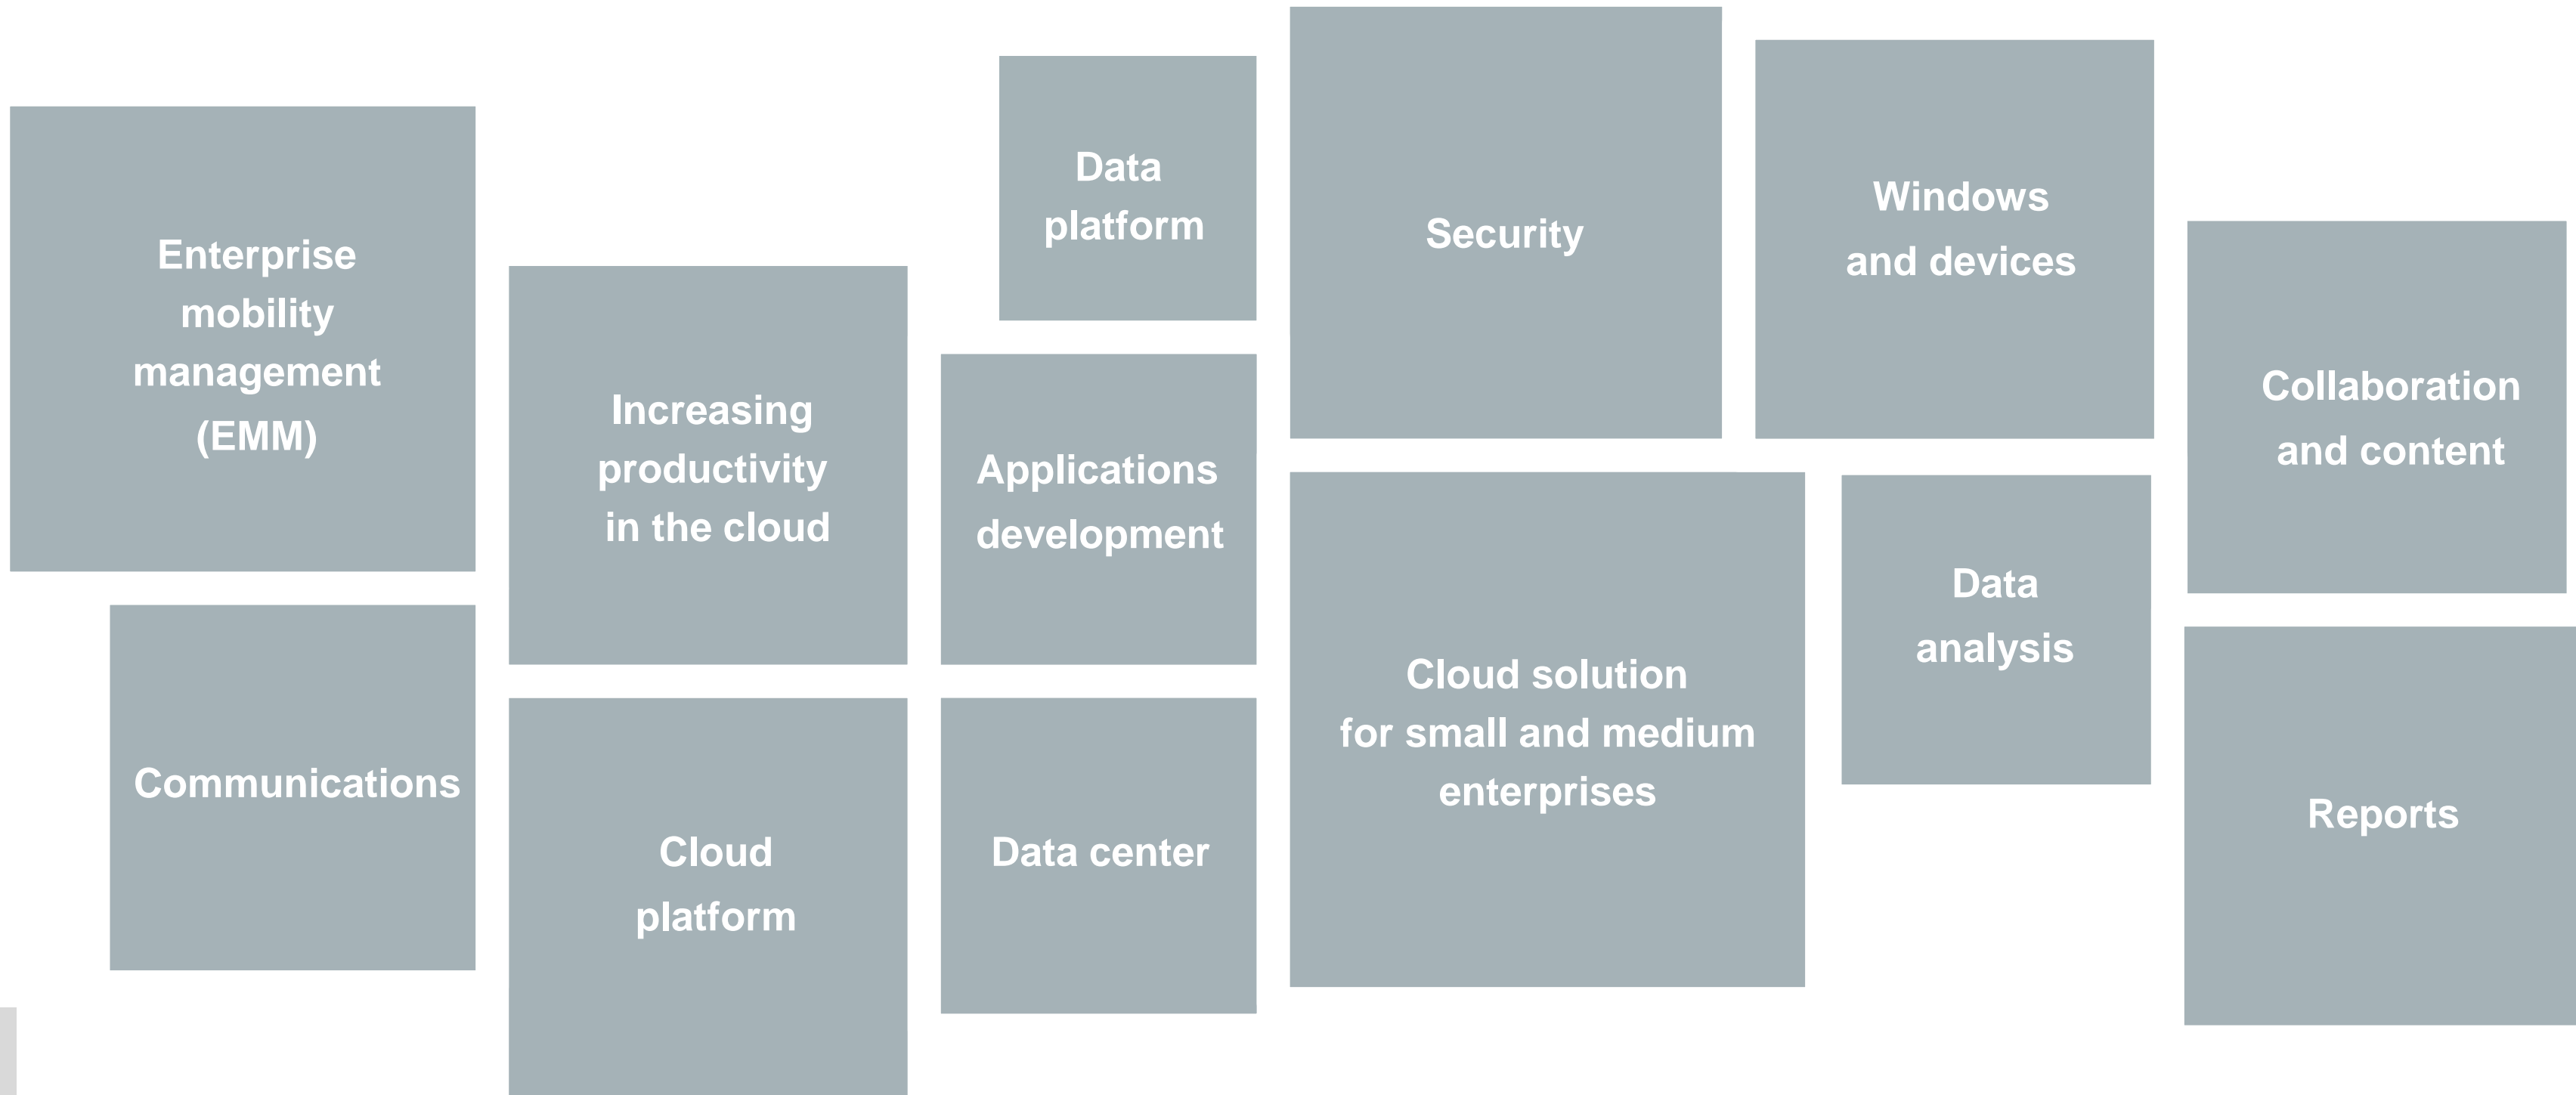 Enterprise
mobility
management
(EMM)
Communications
Increasing
productivity
in the cloud
Cloud
platform
Data
platform
Applications
development
Data center
Security
Cloud solution
for small and medium
enterprises
Windows
and devices
Data
analysis
Collaboration
and content
Reports